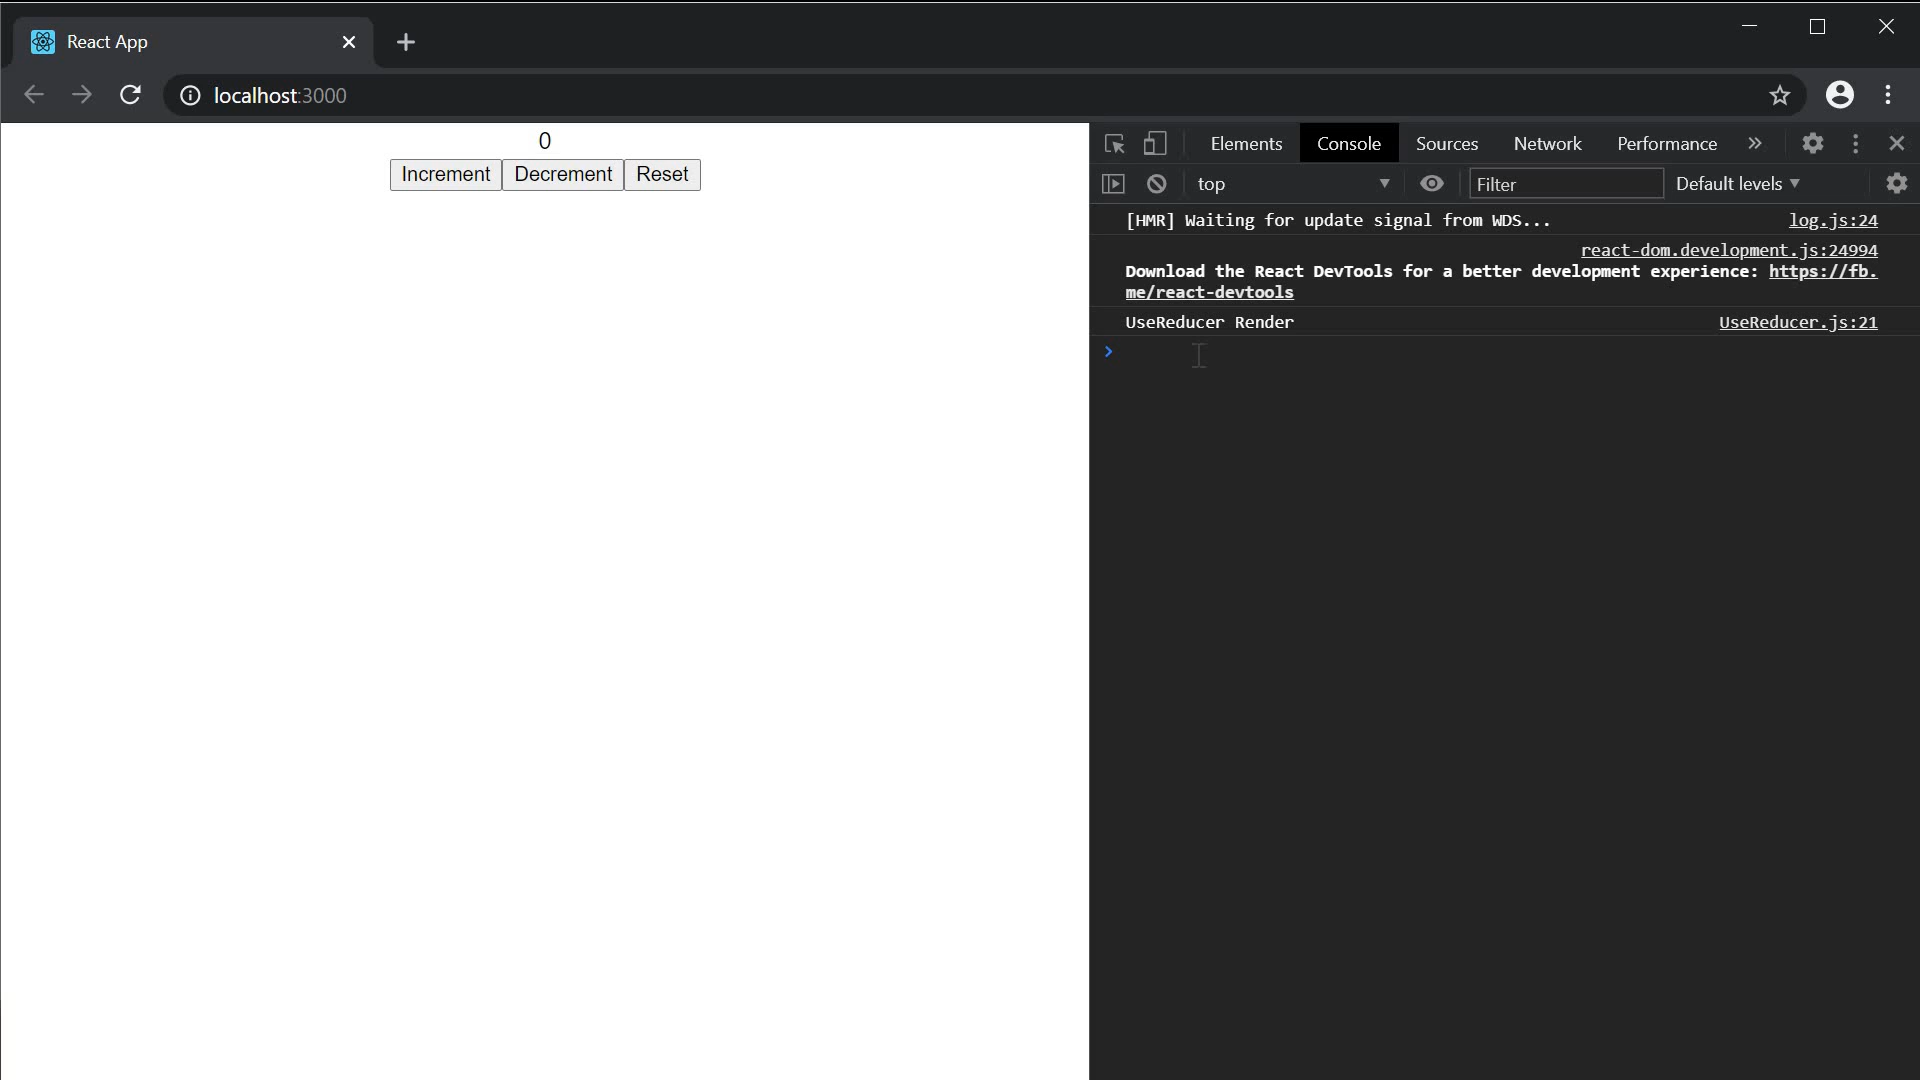 React App
localhost:3000
0
Increment Decrement Reset
Elements Console Sources Network Performance
top Filter Default levels
[HMR] Waiting for update signal from WDS... log.js:24
react-dom.development.js:24994
Download the React DevTools for a better development experience: https://fb.
me/react-devtools
UseReducer Render UseReducer.js:21